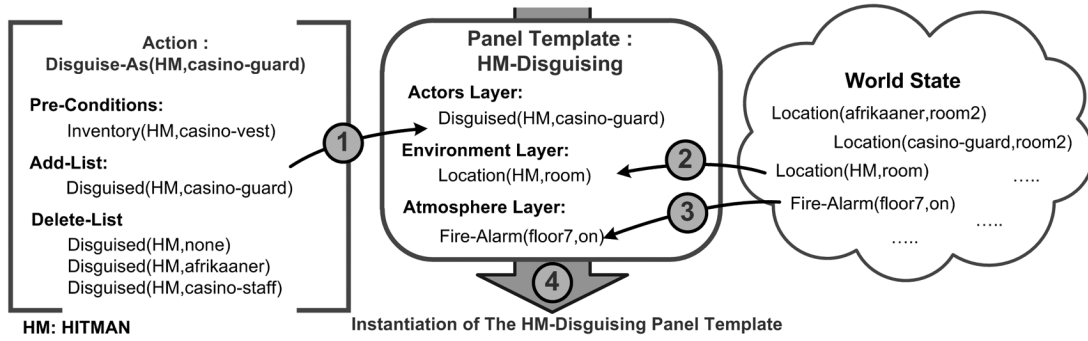 Action :
Disguise-As(HM,casino-guard)
Pre-Conditions:
Inventory(HM,casino-vest)
Add-List:
Disguised(HM,casino-guard)
Delete-List
Disguised(HM,none)
Disguised(HM,afrikaaner)
Disguised(HM,casino-staff)
HM: HITMAN
1
Panel Template :
HM-Disguising
Actors Layer:
Disguised(HM,casino-guard)
Environment Layer:
Location(HM,room)
Atmosphere Layer:
Fire-Alarm(floor7,on)
2
3
4
Instantiation of The HM-Disguising Panel Template
World State
Location(afrikaaner,room2)
Location(casino-guard,room2)
Location(HM,room)
.....
Fire-Alarm(floor7,on)
.....
.....